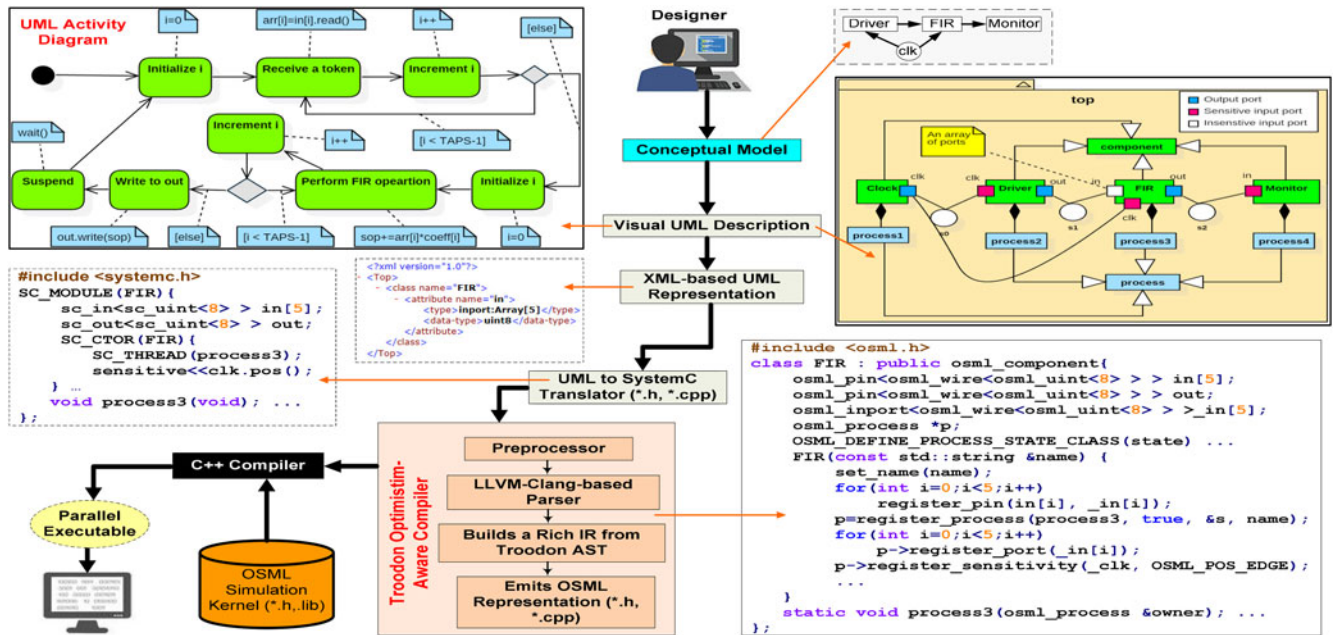 UML Activity
Diagram
i=0
arr[i]=in[i].read()
i++
[else]
Initialize i
Receive a token
Increment i
wait()
Increment i
i++
[i < TAPS-1]
Suspend
Write to out
Perform FIR opeartion
Initialize i
out.write(sop)
[else]
[i < TAPS-1]
sop+=arr[i]*coeff[i]
i=0
Designer
Conceptual Model
Visual UML Description
XML-based UML
Representation
UML to SystemC
Translator (*.h, *.cpp)
Driver
FIR
Monitor
clk
top
Output port
Sensitive input port
Insenstive input port
An array
of ports
component
clk
clk
out
in
out
in
Clock
Driver
FIR
Monitor
clk
s0
s1
s2
process1
process2
process3
process4
process
#include <systemc.h>
SC_MODULE(FIR){
sc_in<sc_uint<8> > in[5];
sc_out<sc_uint<8> > out;
SC_CTOR(FIR){
SC_THREAD(process3);
sensitive<<clk.pos();
} …
void process3(void); ...
};
<?xml version="1.0"?>
- <Top>
- <class name="FIR">
- <attribute name="in">
<type>inport:Array[5]</type>
<data-type>uint8</data-type>
</attribute>
</class>
</Top>
Troodon Optimistim-
Aware Compiler
Preprocessor
LLVM-Clang-based
Parser
Builds a Rich IR from
Troodon AST
Emits OSML
Representation (*.h,
*.cpp)
C++ Compiler
Parallel
Executable
OSML
Simulation
Kernel (*.h,.lib)
#include <osml.h>
class FIR : public osml_component{
osml_pin<osml_wire<osml_uint<8> > > in[5];
osml_pin<osml_wire<osml_uint<8> > > out;
osml_inport<osml_wire<osml_uint<8> > >_in[5];
osml_process *p;
OSML_DEFINE_PROCESS_STATE_CLASS(state) ...
FIR(const std::string &name) {
set_name(name);
for(int i=0;i<5;i++)
register_pin(in[i], _in[i]);
p=register_process(process3, true, &s, name);
for(int i=0;i<5;i++)
p->register_port(_in[i]);
p->register_sensitivity(_clk, OSML_POS_EDGE);
...
}
static void process3(osml_process &owner); ...
};